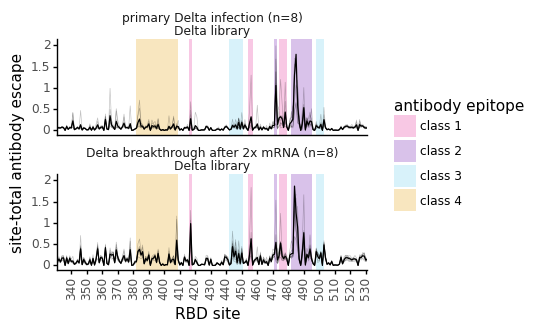 primary Delta infection (n=8)
Delta library
2
1.5
1
0.5
0
Delta breakthrough after 2x mRNA (n=8)
Delta library
2
1.5
1
0.5
0
site-total antibody escape
340 350 360 370 380 390 400 410 420 430 440 450 460 470 480 490 500 510 520 530
RBD site
antibody epitope
class 1
class 2
class 3
class 4